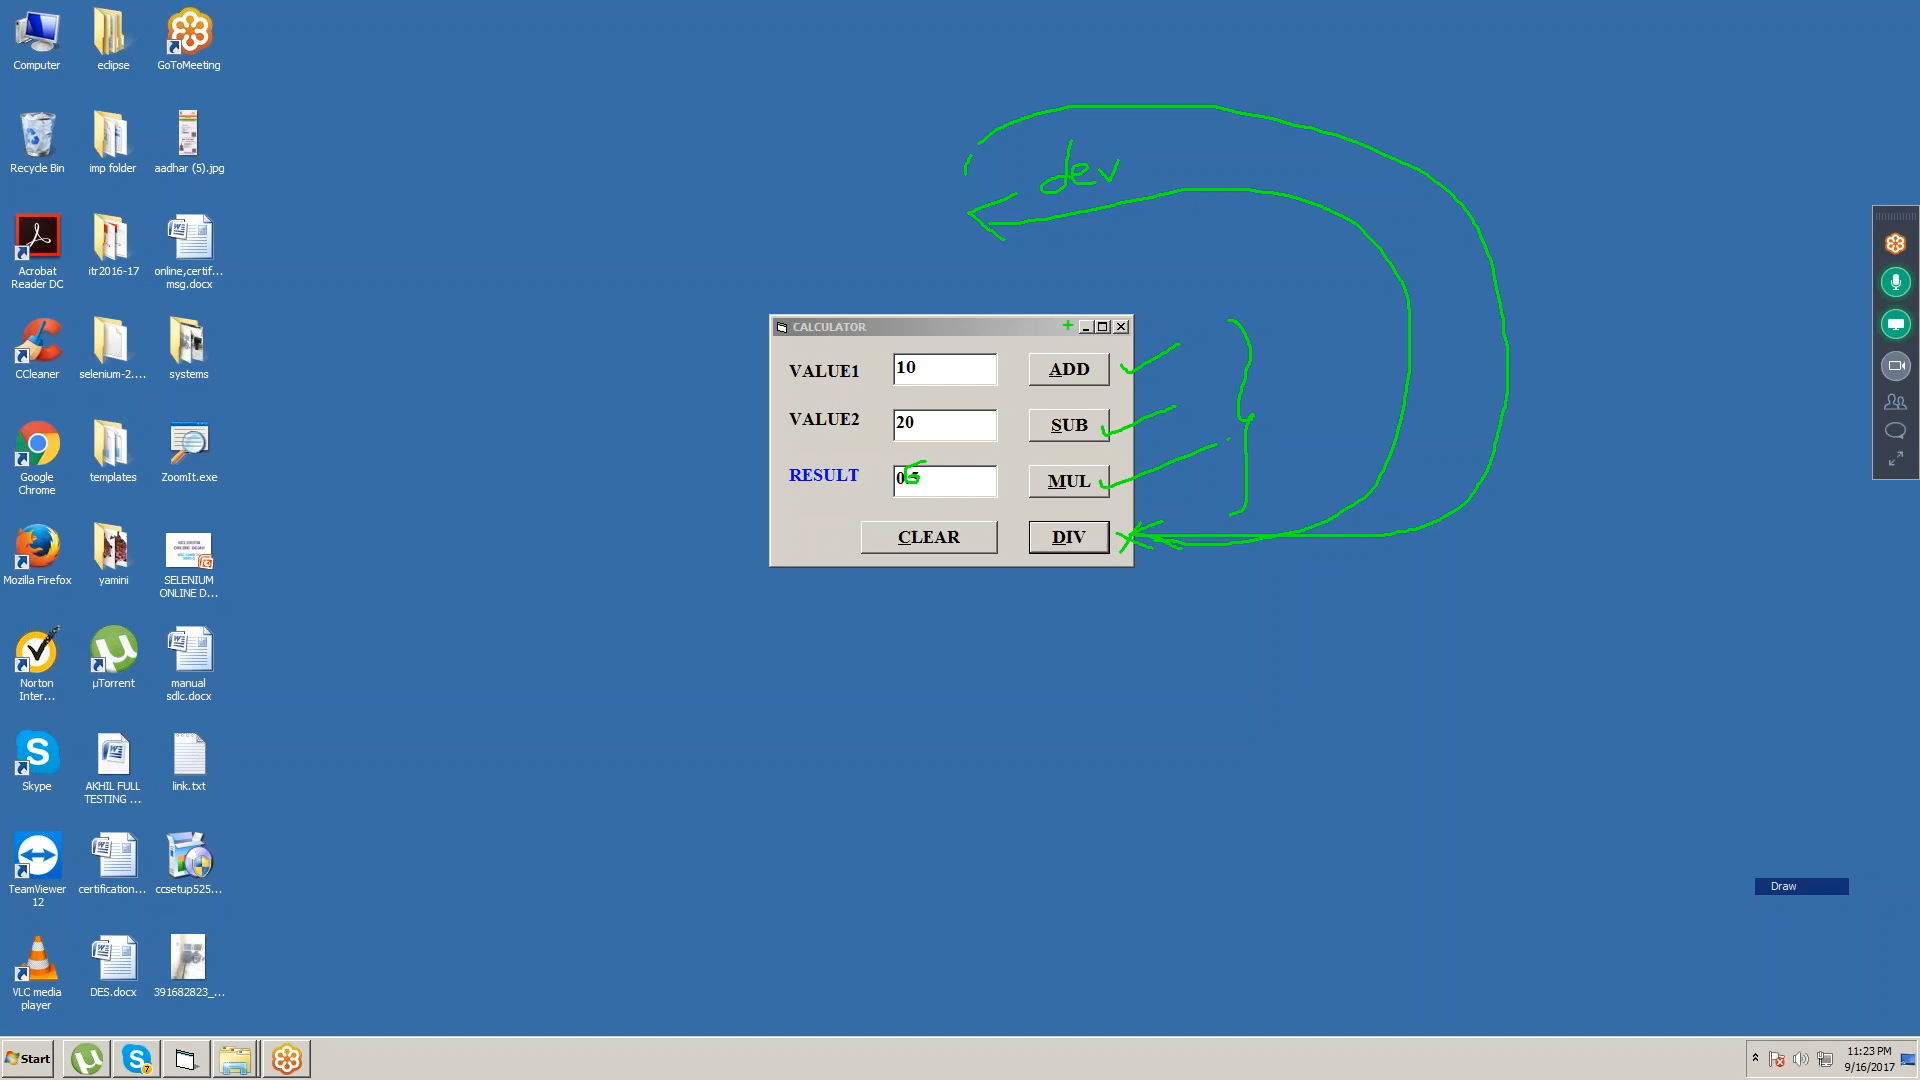 Computer
eclipse
GoToMeeting
Recycle Bin
imp folder
aadhar (5).jpg
Acrobat
Reader DC
itr2016-17
online,certif...
msg.docx
CCleaner
selenium-2....
systems
Google
Chrome
templates
ZoomIt.exe
Mozilla Firefox
yamini
SELENIUM
ONLINE D...
Norton
Inter...
µTorrent
manual
sdlc.docx
Skype
AKHIL FULL
TESTING ...
link.txt
TeamViewer
12
certification...
ccsetup525...
VLC media
player
DES.docx
391682823_...
dev
CALCULATOR
VALUE1
10
ADD
VALUE2
20
SUB
RESULT
0.5
MUL
CLEAR
DIV
Draw
Start
7
11:23 PM
9/16/2017